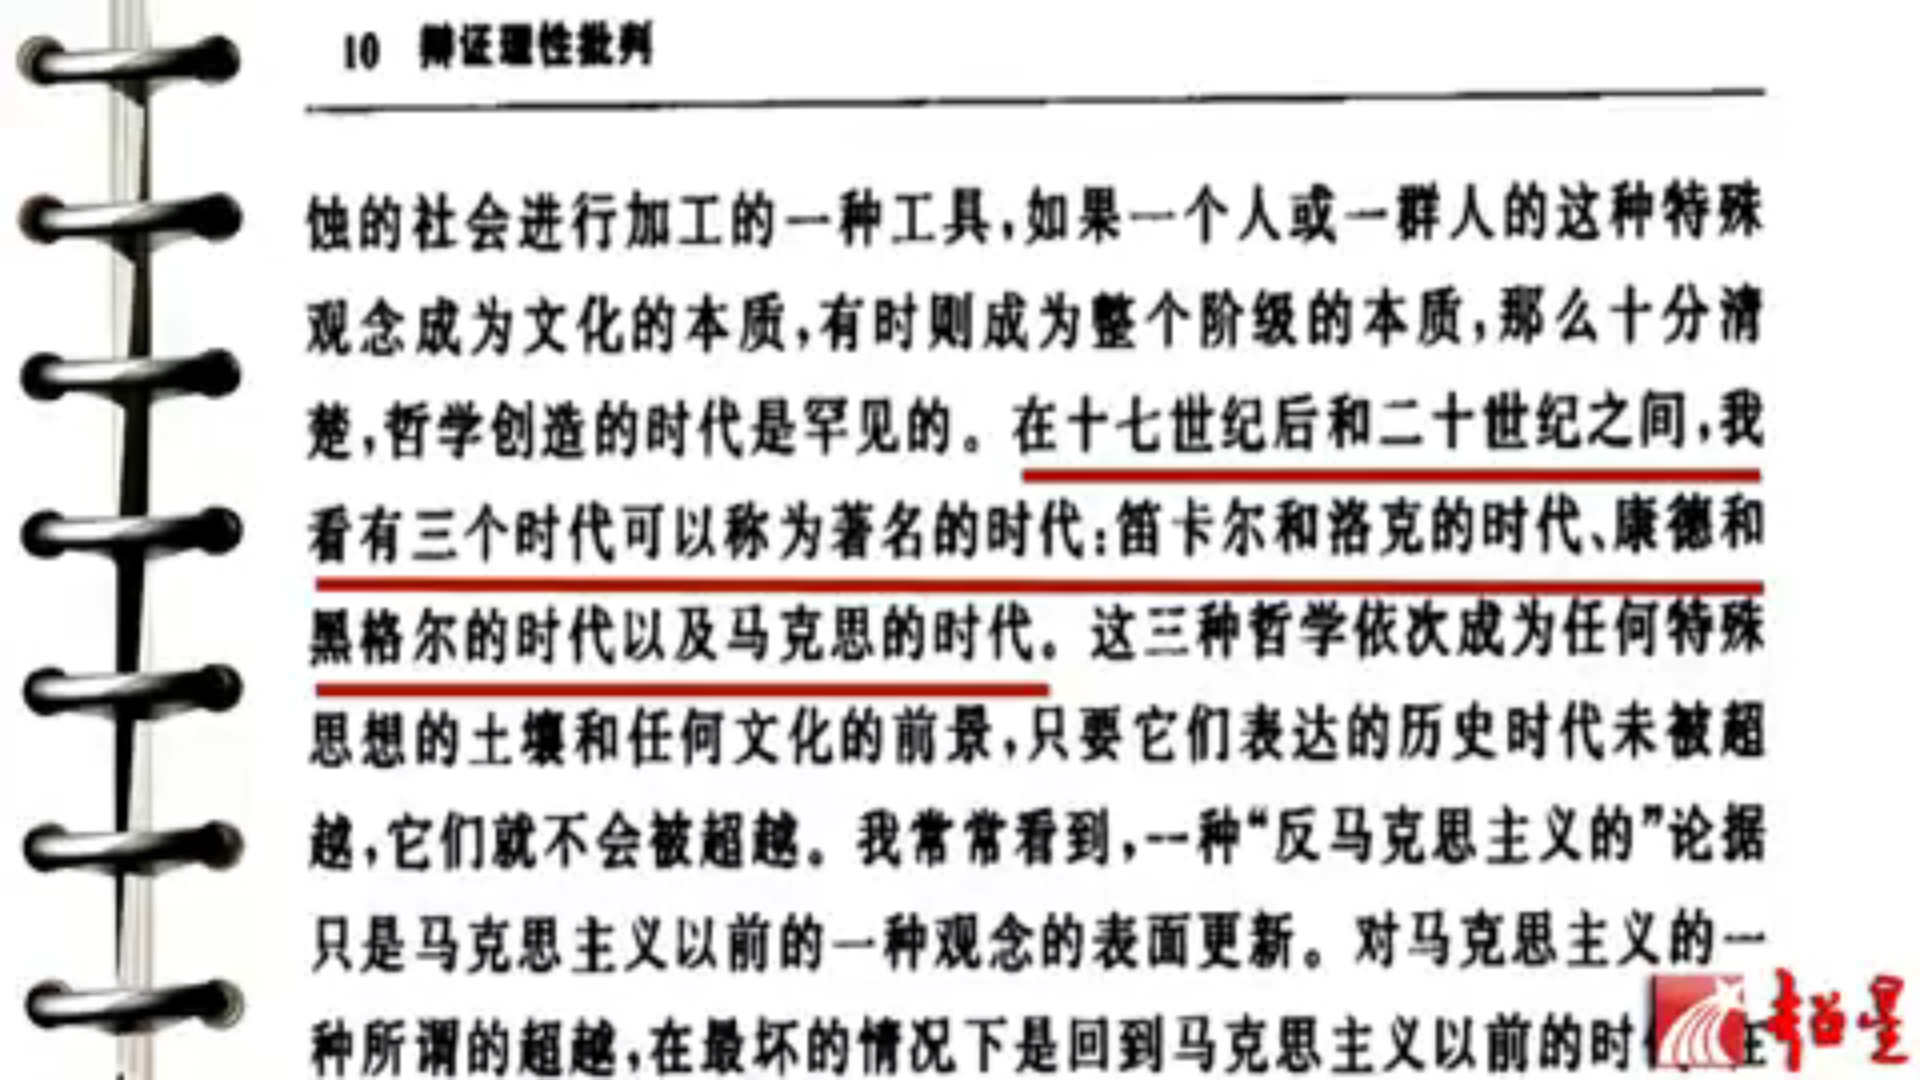 10 辩证理性批判
蚀的社会进行加工的一种工具,如果一个人或一群人的这种特殊
观念成为文化的本质,有时则成为整个阶级的本质,那么十分清
楚,哲学创造的时代是罕见的。在十七世纪后和二十世纪之间,我
看有三个时代可以称为著名的时代:笛卡尔和洛克的时代、康德和
黑格尔的时代以及马克思的时代。这三种哲学依次成为任何特殊
思想的土壤和任何文化的前景,只要它们表达的历史时代未被超
越,它们就不会被超越。我常常看到,一种“反马克思主义的”论据
只是马克思主义以前的一种观念的表面更新。对马克思主义的一
种所谓的超越,在最坏的情况下是回到马克思主义以前的时
超星